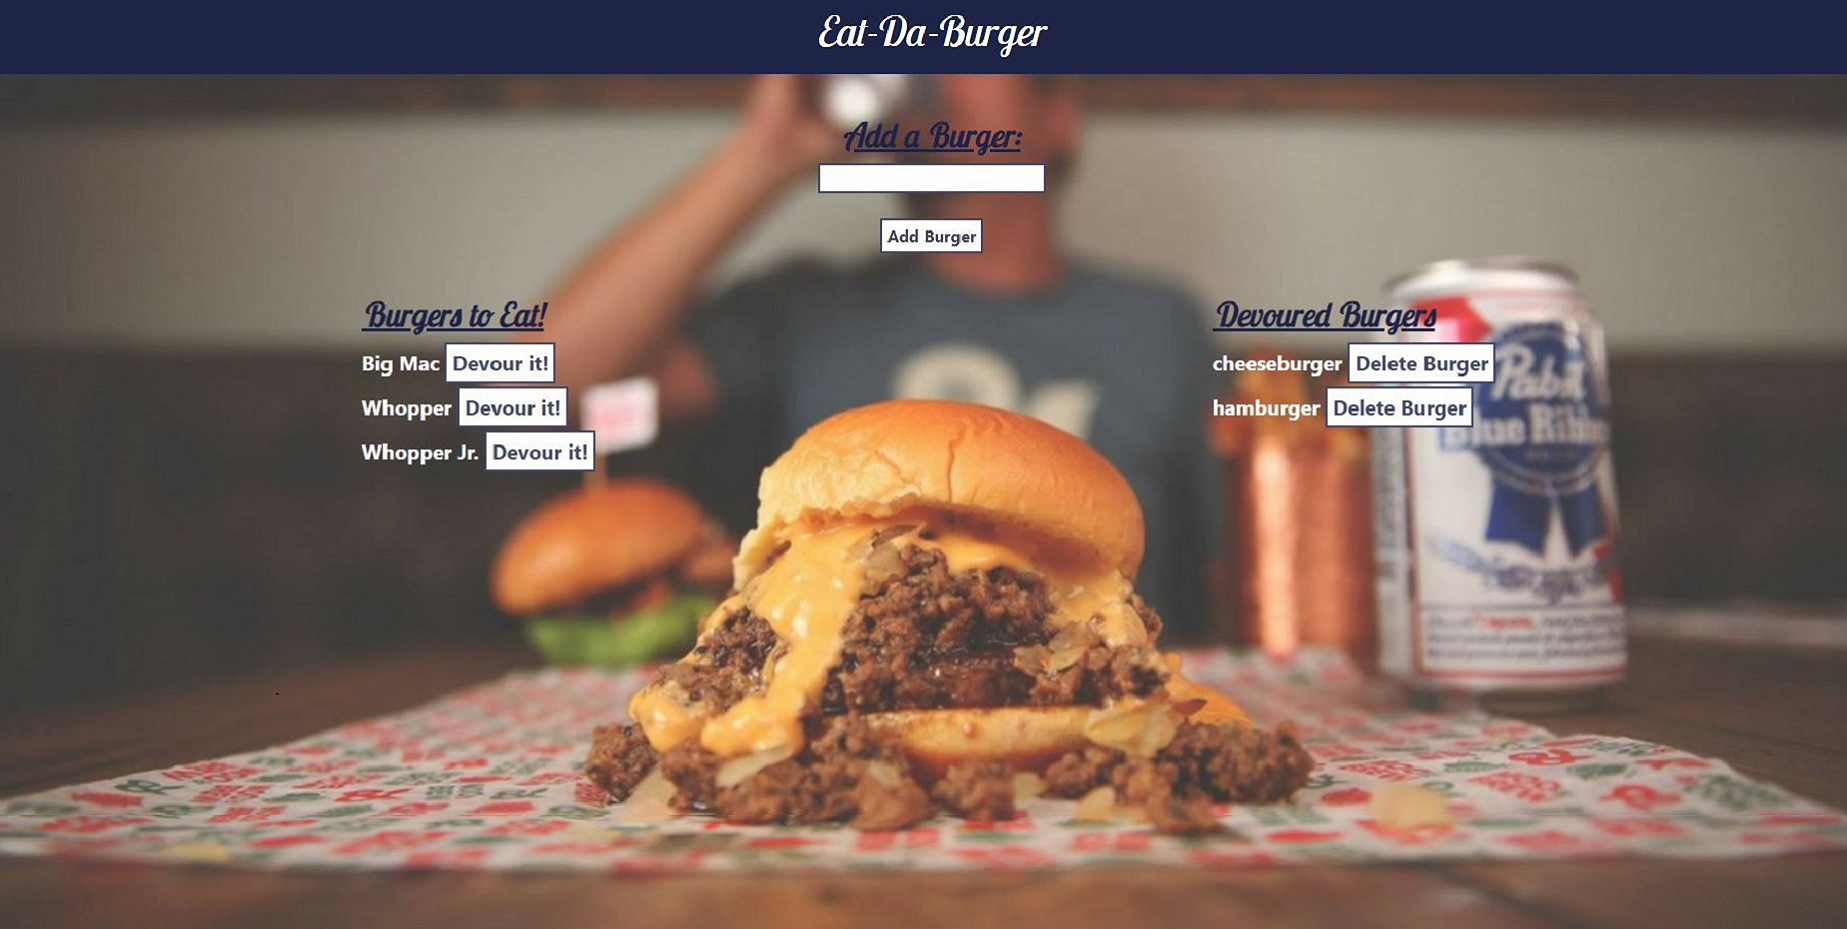 Eat-Da-Burger
Add a Burger:
Add Burger
Burgers to Eat!
Big Mac Devour it!
Whopper Devour it!
Whopper Jr. Devour it!
Devoured Burgers
cheeseburger Delete Burger
hamburger Delete Burger
Pabst
Blue Ribbon